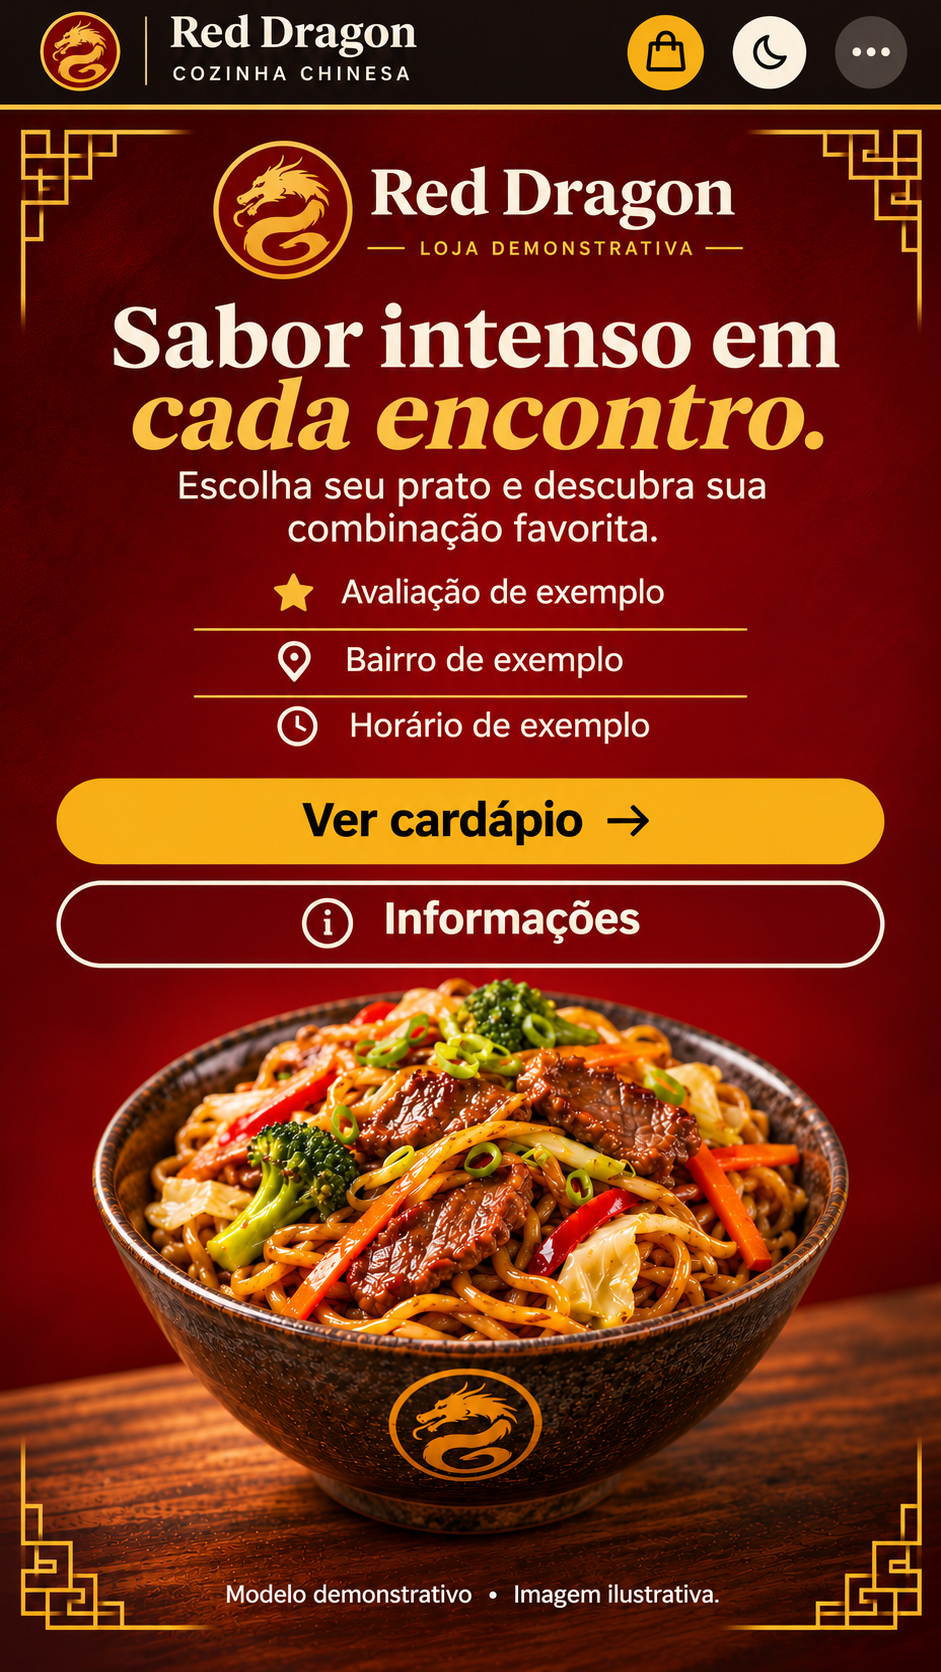 Red Dragon
COZINHA CHINESA
Red Dragon
LOJA DEMONSTRATIVA
Sabor intenso em
cada encontro.
Escolha seu prato e descubra sua
combinação favorita.
Avaliação de exemplo
Bairro de exemplo
Horário de exemplo
Ver cardápio →
Informações
Modelo demonstrativo • Imagem ilustrativa.